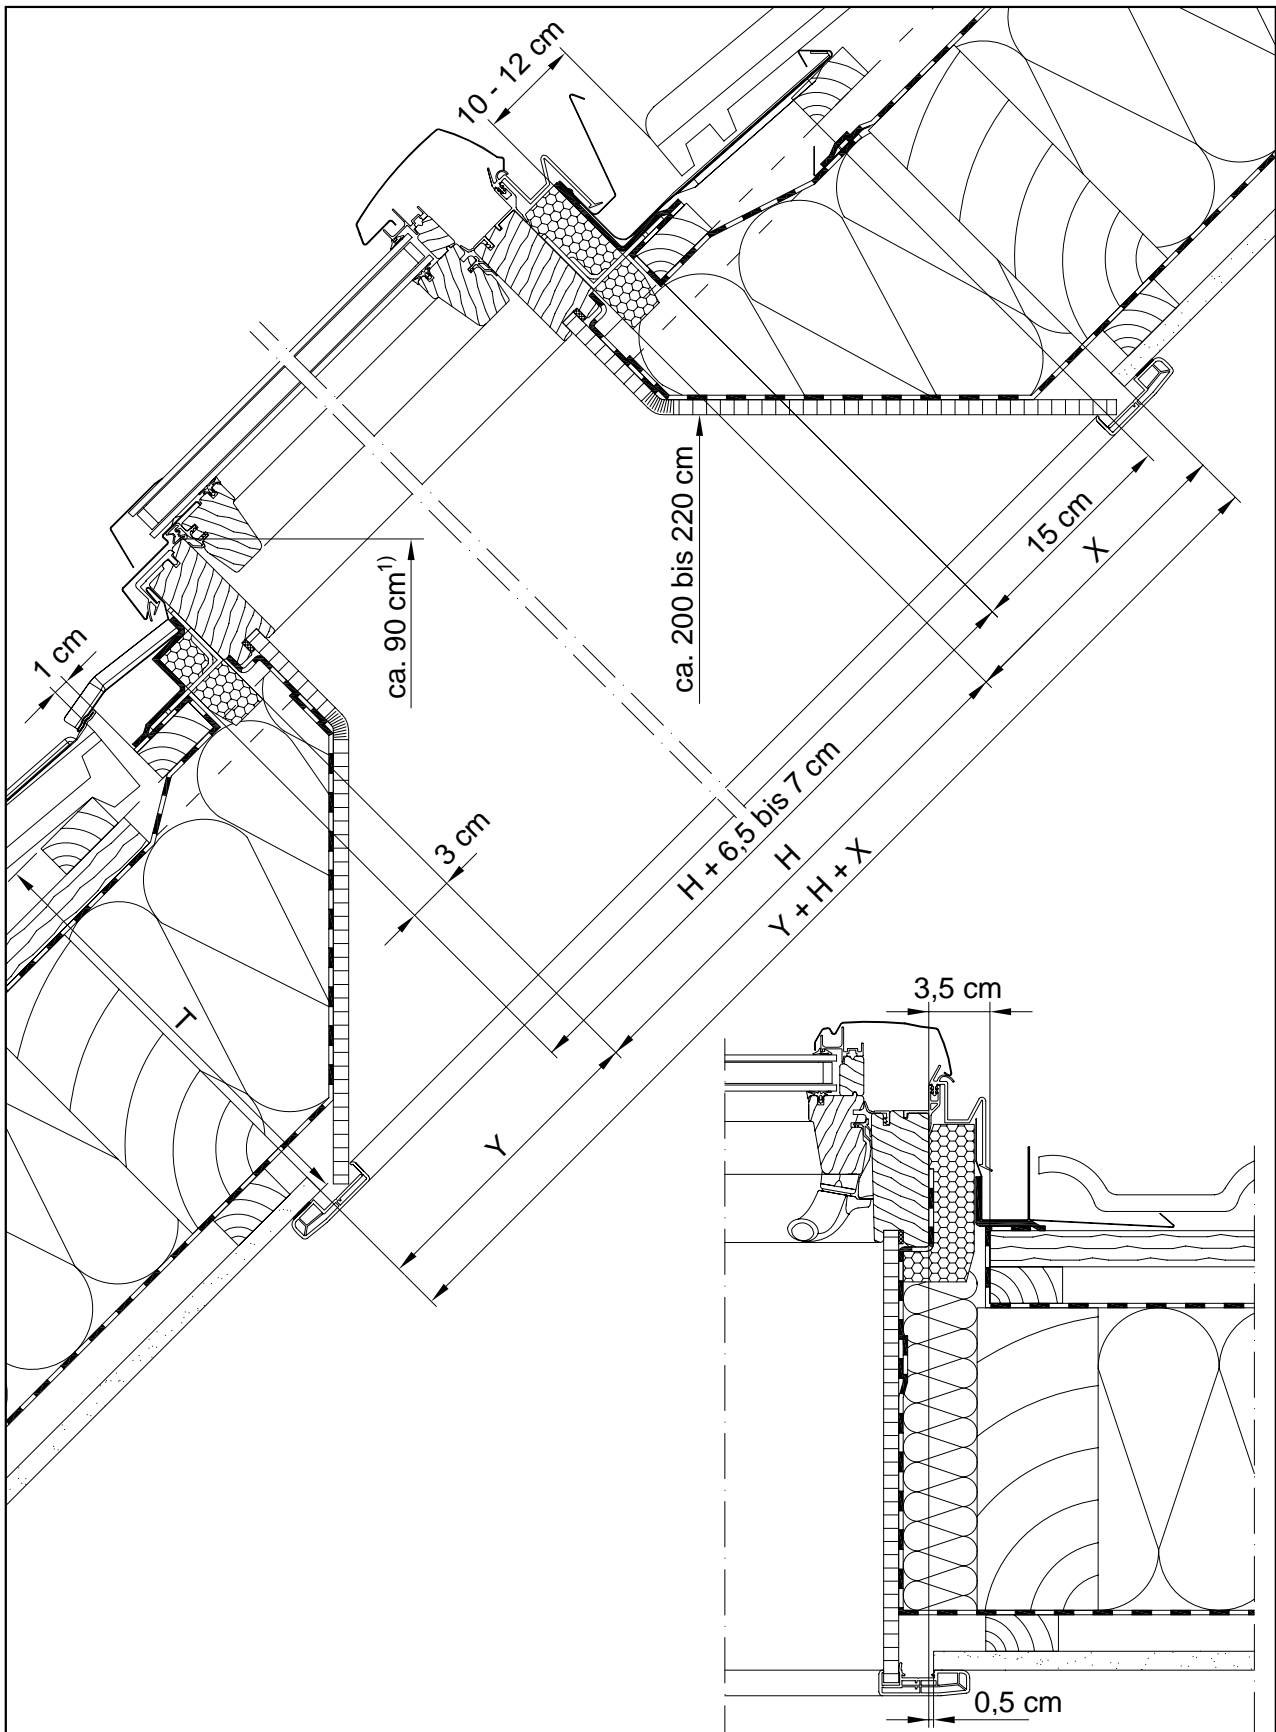 10 - 12 cm
1 cm
ca. 90 cm¹⁾
ca. 200 bis 220 cm
15 cm
X
3 cm
H + 6,5 bis 7 cm
H
Y + H + X
T
Y
3,5 cm
0,5 cm